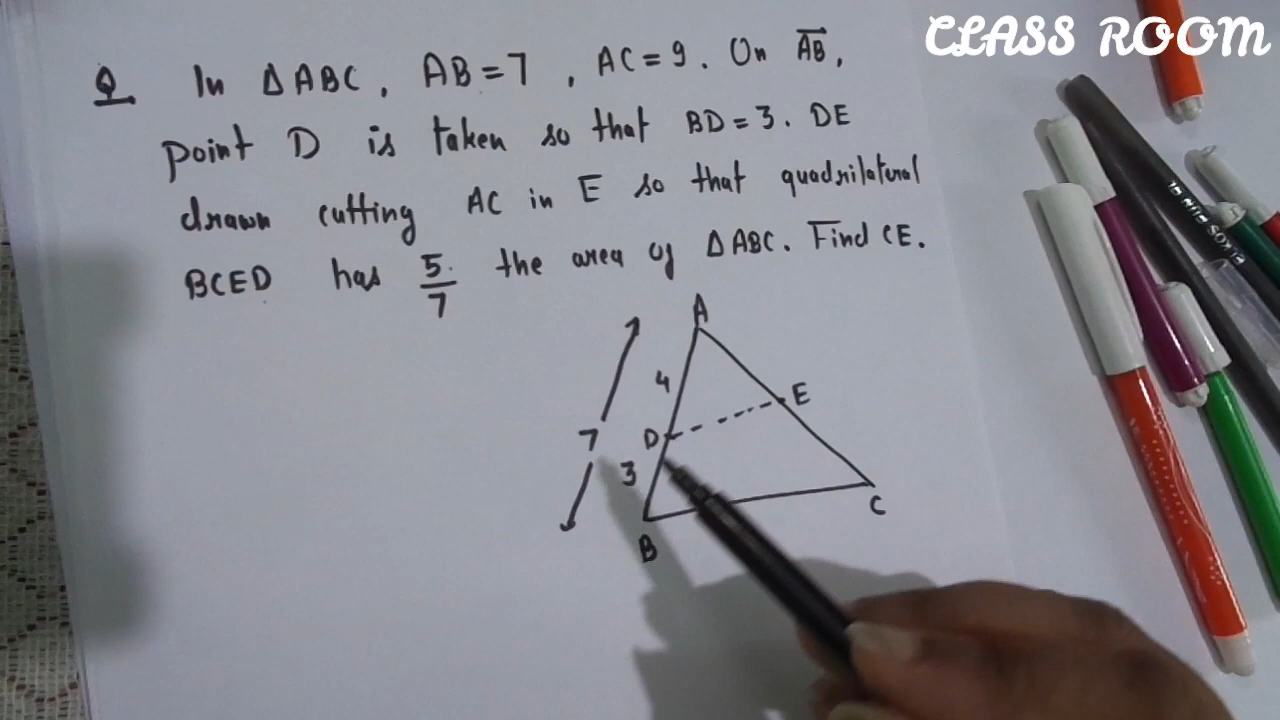 CLASS ROOM
Q In ΔABC, AB=7, AC=9. On A̅B̅,
point D is taken so that BD=3. DE
drawn cutting AC in E so that quadrilateral
BCED has 5/7 the area of ΔABC. Find CE.
A
4
E
7
D
3
C
B